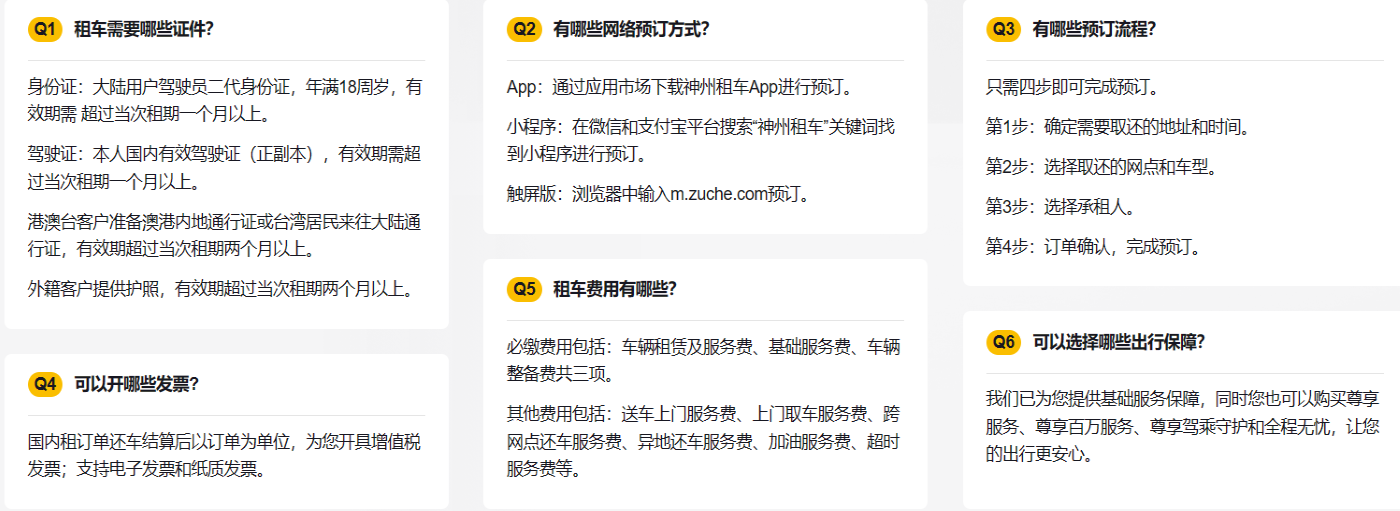 Q1 租车需要哪些证件?
身份证：大陆用户驾驶员二代身份证，年满18周岁，有
效期需 超过当次租期一个月以上。
驾驶证：本人国内有效驾驶证（正副本），有效期需超
过当次租期一个月以上。
港澳台客户准备澳港内地通行证或台湾居民来往大陆通
行证，有效期超过当次租期两个月以上。
外籍客户提供护照，有效期超过当次租期两个月以上。
Q2 有哪些网络预订方式?
App：通过应用市场下载神州租车App进行预订。
小程序：在微信和支付宝平台搜索“神州租车”关键词找
到小程序进行预订。
触屏版：浏览器中输入m.zuche.com预订。
Q3 有哪些预订流程?
只需四步即可完成预订。
第1步：确定需要取还的地址和时间。
第2步：选择取还的网点和车型。
第3步：选择承租人。
第4步：订单确认，完成预订。
Q4 可以开哪些发票?
国内租订单还车结算后以订单为单位，为您开具增值税
发票；支持电子发票和纸质发票。
Q5 租车费用有哪些?
必缴费用包括：车辆租赁及服务费、基础服务费、车辆
整备费共三项。
其他费用包括：送车上门服务费、上门取车服务费、跨
网点还车服务费、异地还车服务费、加油服务费、超时
服务费等。
Q6 可以选择哪些出行保障?
我们已为您提供基础服务保障，同时您也可以购买尊享
服务、尊享百万服务、尊享驾乘守护和全程无忧，让您
的出行更安心。